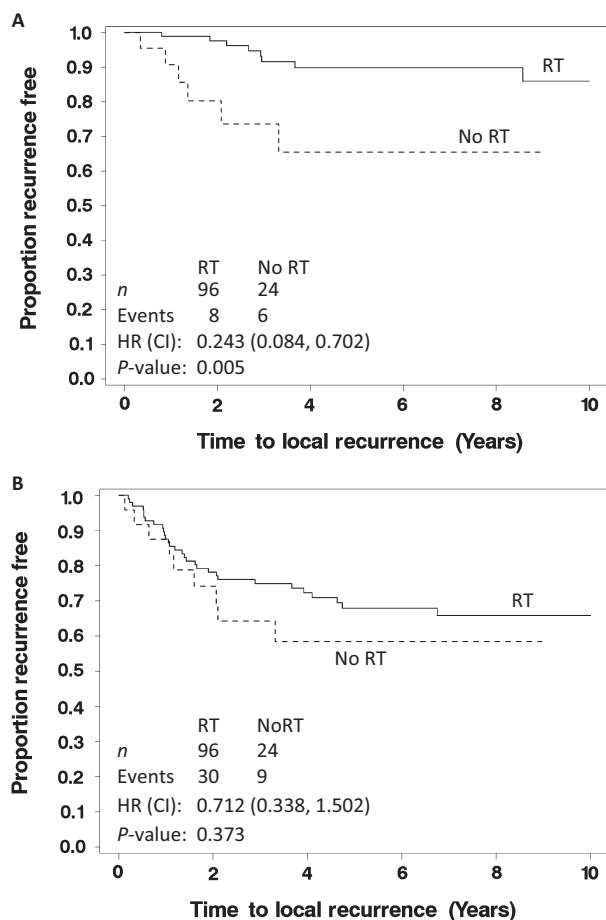 A
Proportion recurrence free
1.0
0.9
0.8
0.7
0.6
0.5
0.4
0.3
0.2
0.1
0.0
RT
No RT
RT No RT
n 96 24
Events 8 6
HR (CI): 0.243 (0.084, 0.702)
P-value: 0.005
0 2 4 6 8 10
Time to local recurrence (Years)
B
Proportion recurrence free
1.0
0.9
0.8
0.7
0.6
0.5
0.4
0.3
0.2
0.1
0.0
RT
No RT
RT NoRT
n 96 24
Events 30 9
HR (CI): 0.712 (0.338, 1.502)
P-value: 0.373
0 2 4 6 8 10
Time to local recurrence (Years)